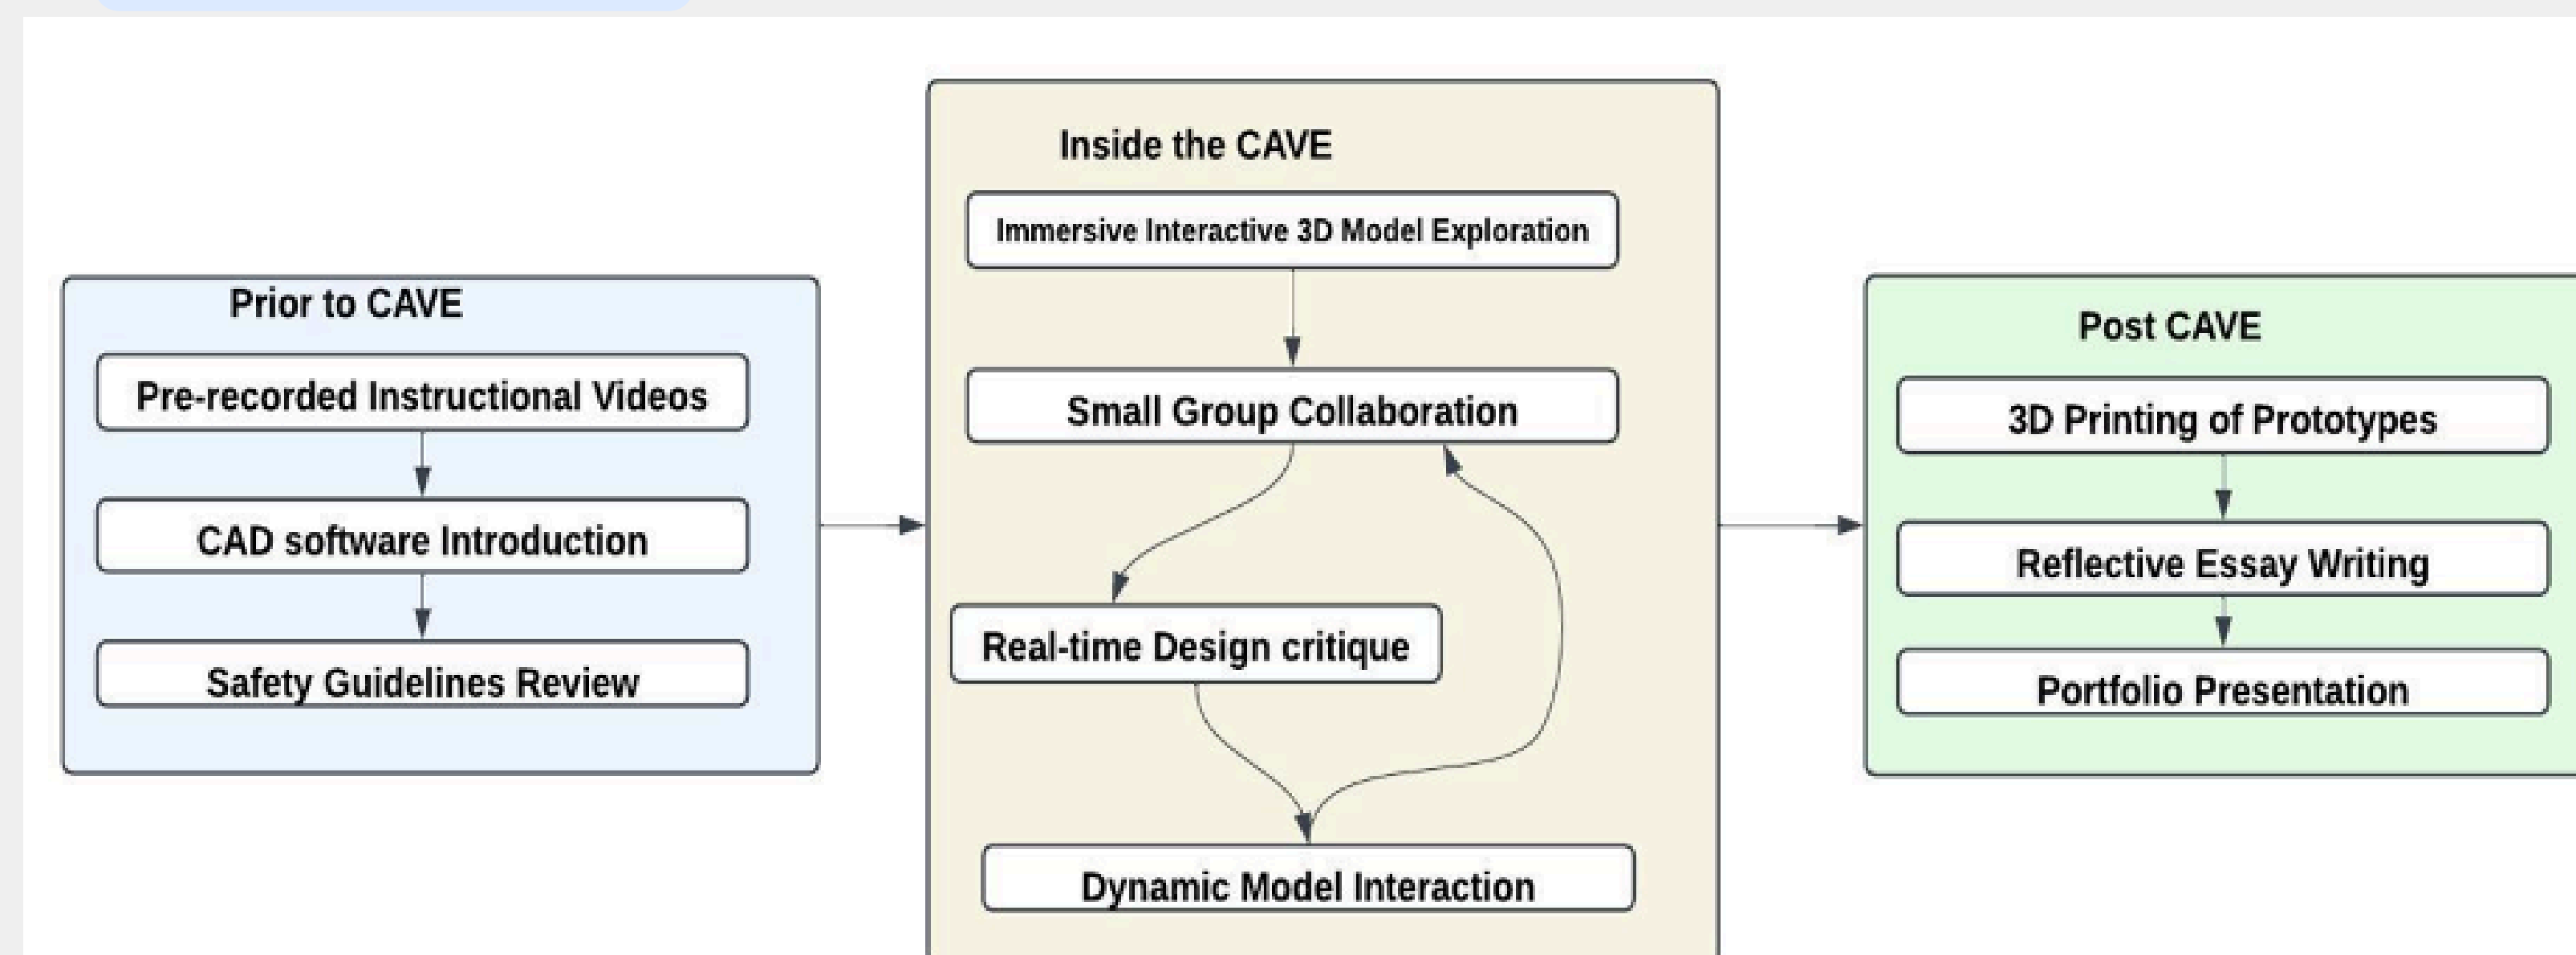 Prior to CAVE
Pre-recorded Instructional Videos
CAD software Introduction
Safety Guidelines Review
Inside the CAVE
Immersive Interactive 3D Model Exploration
Small Group Collaboration
Real-time Design critique
Dynamic Model Interaction
Post CAVE
3D Printing of Prototypes
Reflective Essay Writing
Portfolio Presentation